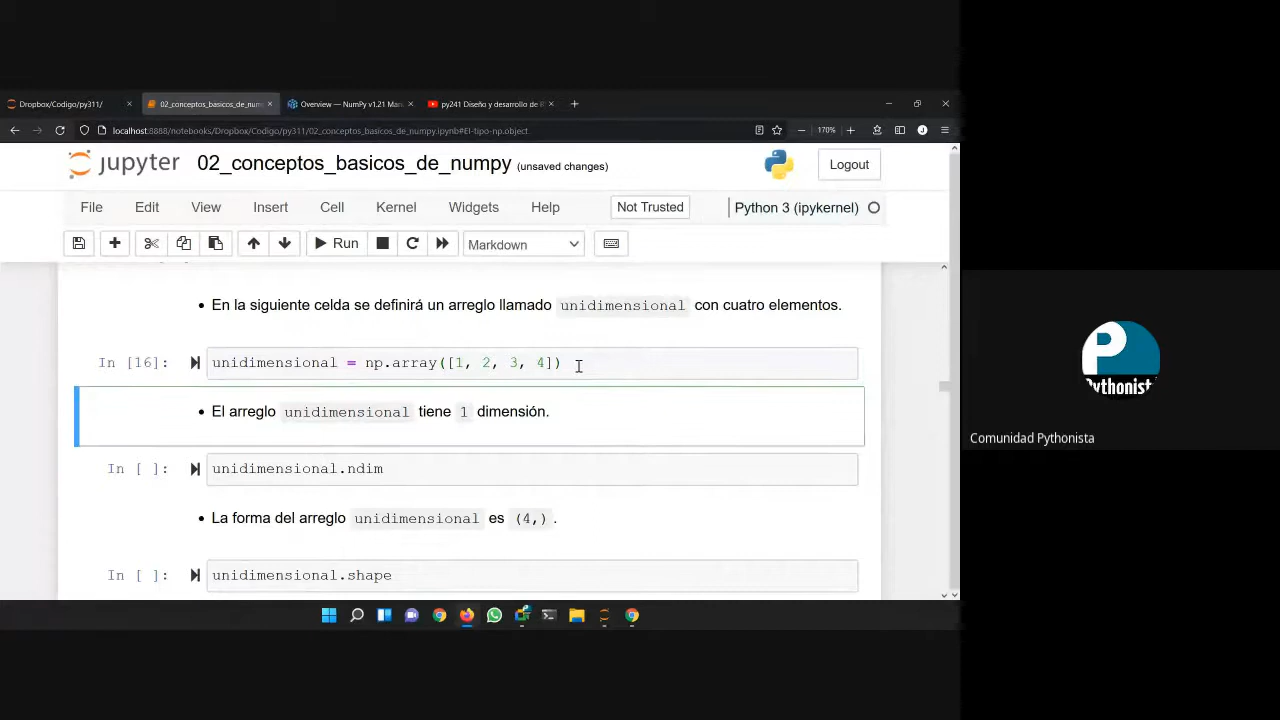 Dropbox/Codigo/py311/
02_conceptos_basicos_de_num
Overview — NumPy v1.21 Man
py241 Diseño y desarrollo de
localhost:8888/notebooks/Dropbox/Codigo/py311/02_conceptos_basicos_de_numpy.ipynb#El-tipo-np.object.
170%
jupyter
02_conceptos_basicos_de_numpy (unsaved changes)
Logout
File Edit View Insert Cell Kernel Widgets Help
Not Trusted
Python 3 (ipykernel)
Run
Markdown
• En la siguiente celda se definirá un arreglo llamado unidimensional con cuatro elementos.
In [16]: unidimensional = np.array([1, 2, 3, 4])
• El arreglo unidimensional tiene 1 dimensión.
In [ ]: unidimensional.ndim
• La forma del arreglo unidimensional es (4,) .
In [ ]: unidimensional.shape
Pythonist
Comunidad Pythonista